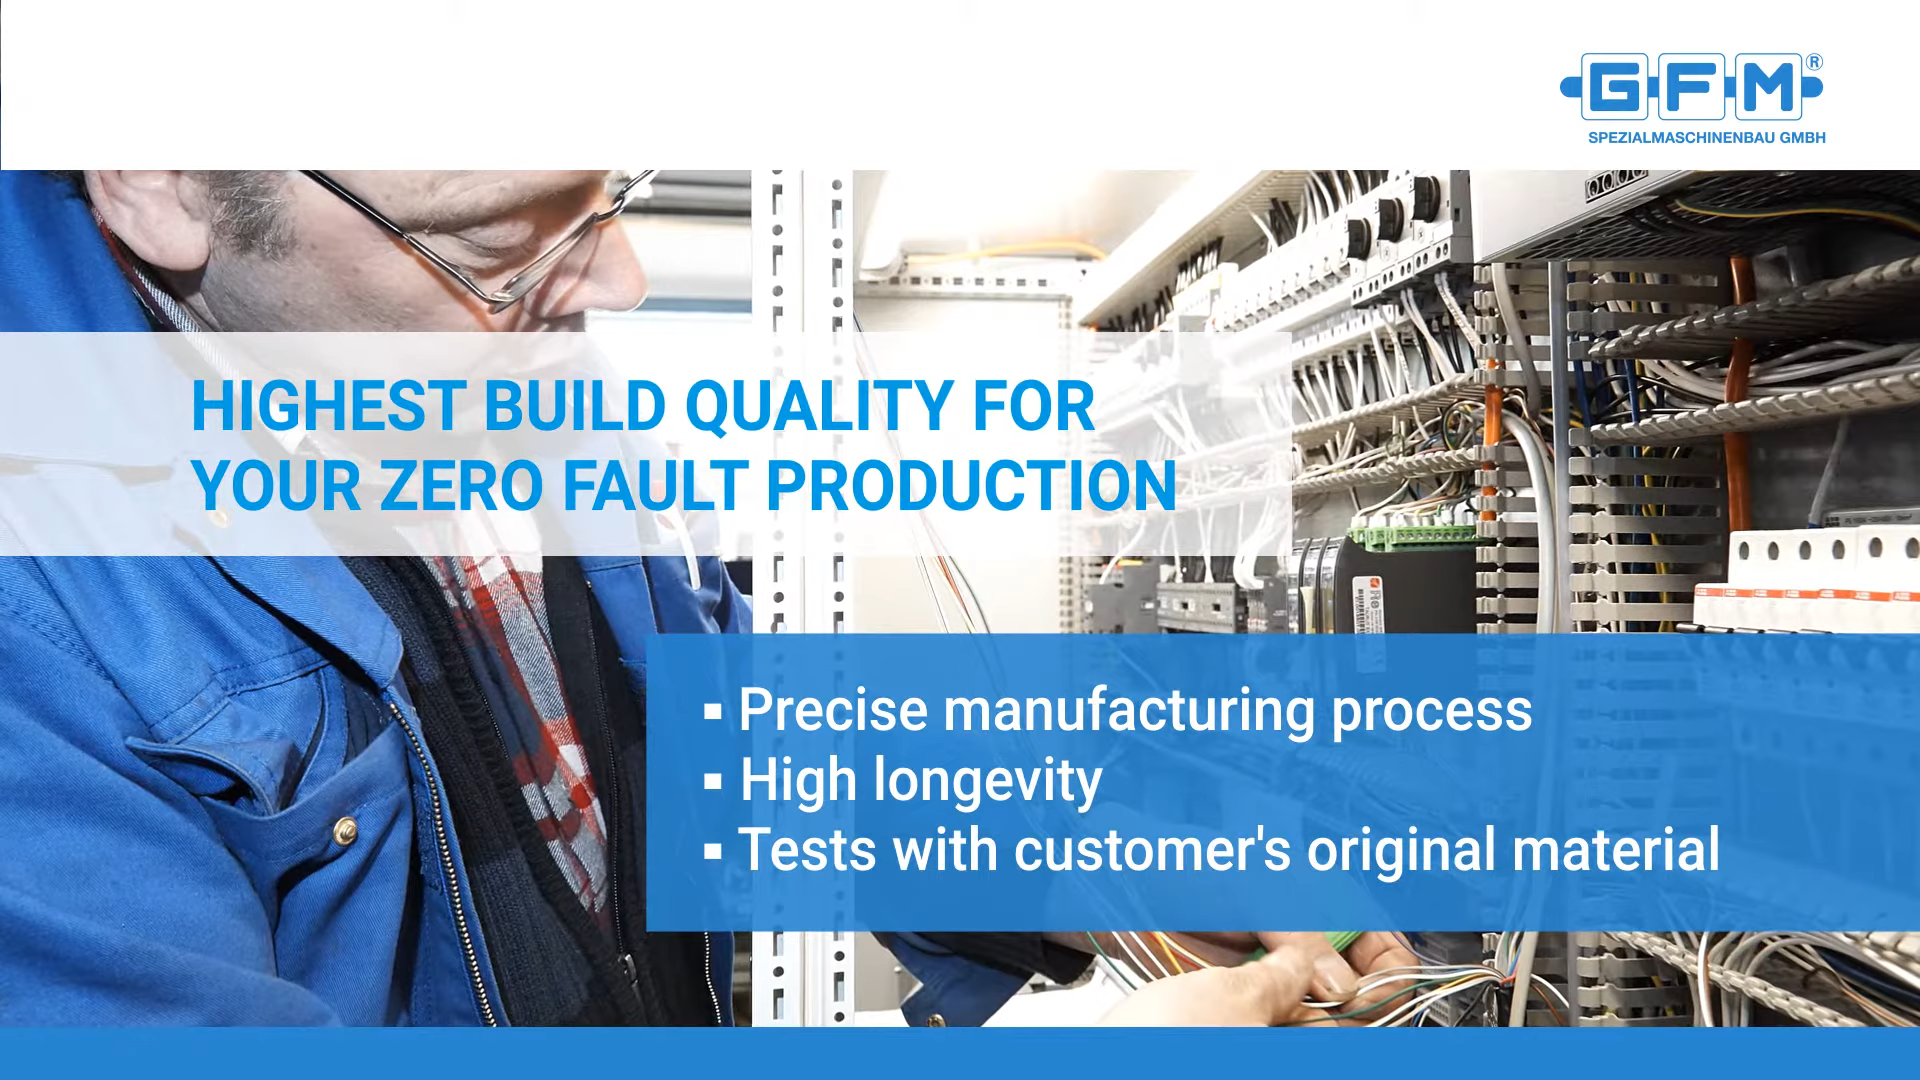 GFM®
SPEZIALMASCHINENBAU GMBH
HIGHEST BUILD QUALITY FOR
YOUR ZERO FAULT PRODUCTION
▪ Precise manufacturing process
▪ High longevity
▪ Tests with customer's original material